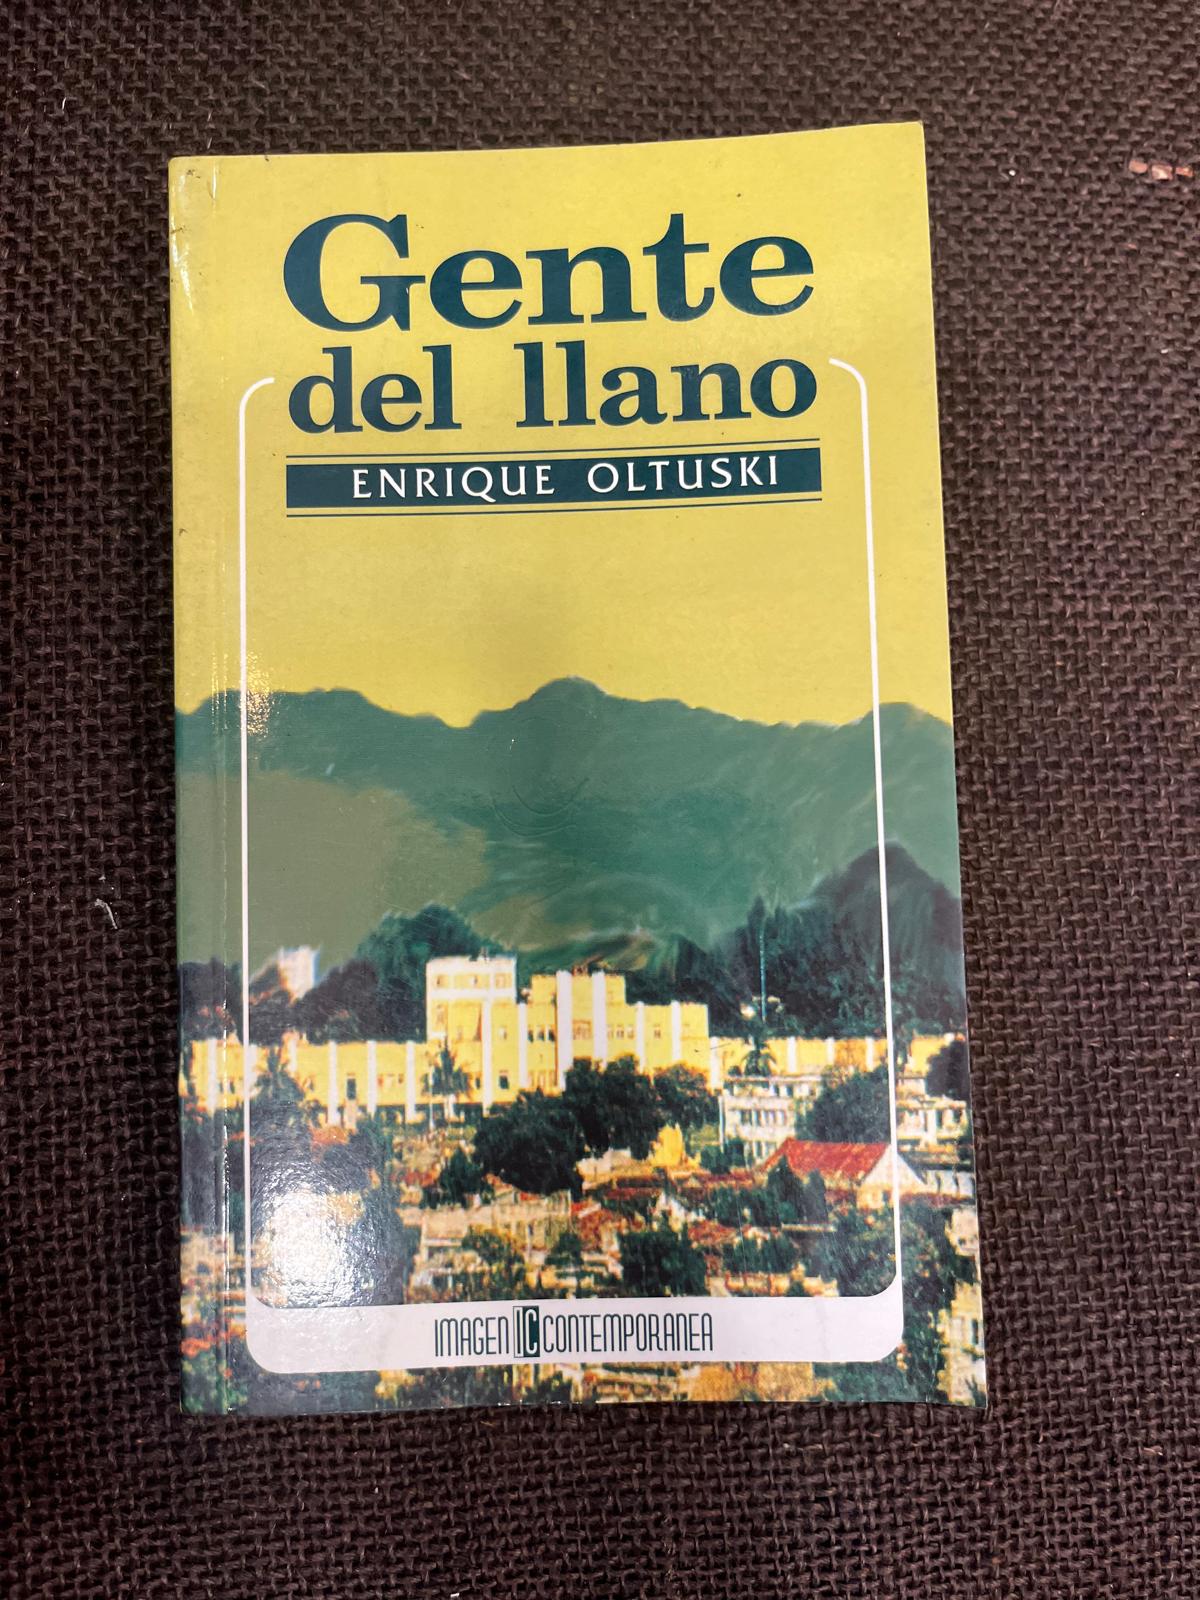 Gente
del llano
ENRIQUE OLTUSKI
IMAGEN IC CONTEMPORANEA